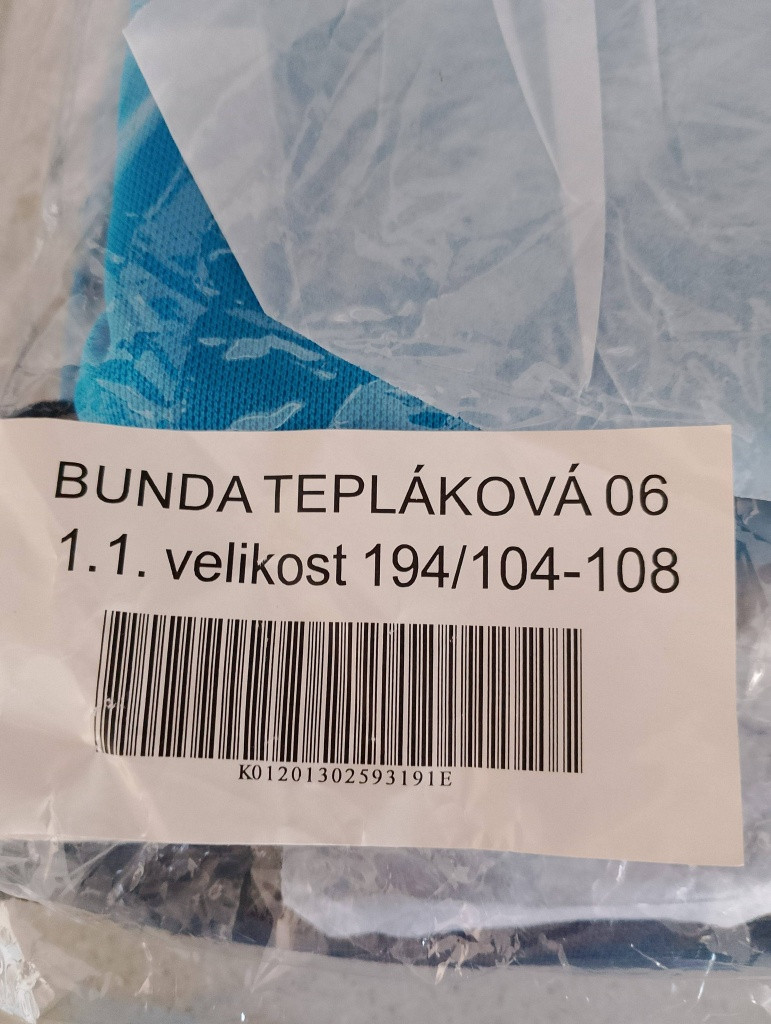 BUNDA TEPLÁKOVÁ 06
1.1. velikost 194/104-108
K01201302593191E